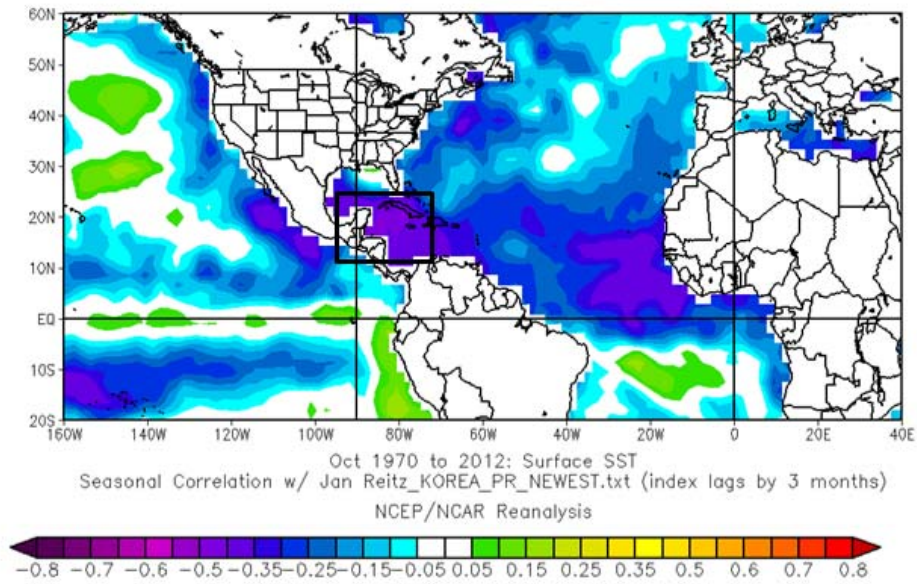 60N
50N
40N
30N
20N
10N
EQ
10S
20S
160W 140W 120W 100W 80W 60W 40W 20W 0 20E 40E
Oct 1970 to 2012: Surface SST
Seasonal Correlation w/ Jan Reitz_KOREA_PR_NEWEST.txt (index lags by 3 months)
NCEP/NCAR Reanalysis
-0.8 -0.7 -0.6 -0.5 -0.35 -0.25 -0.15 -0.05 0.05 0.15 0.25 0.35 0.5 0.6 0.7 0.8